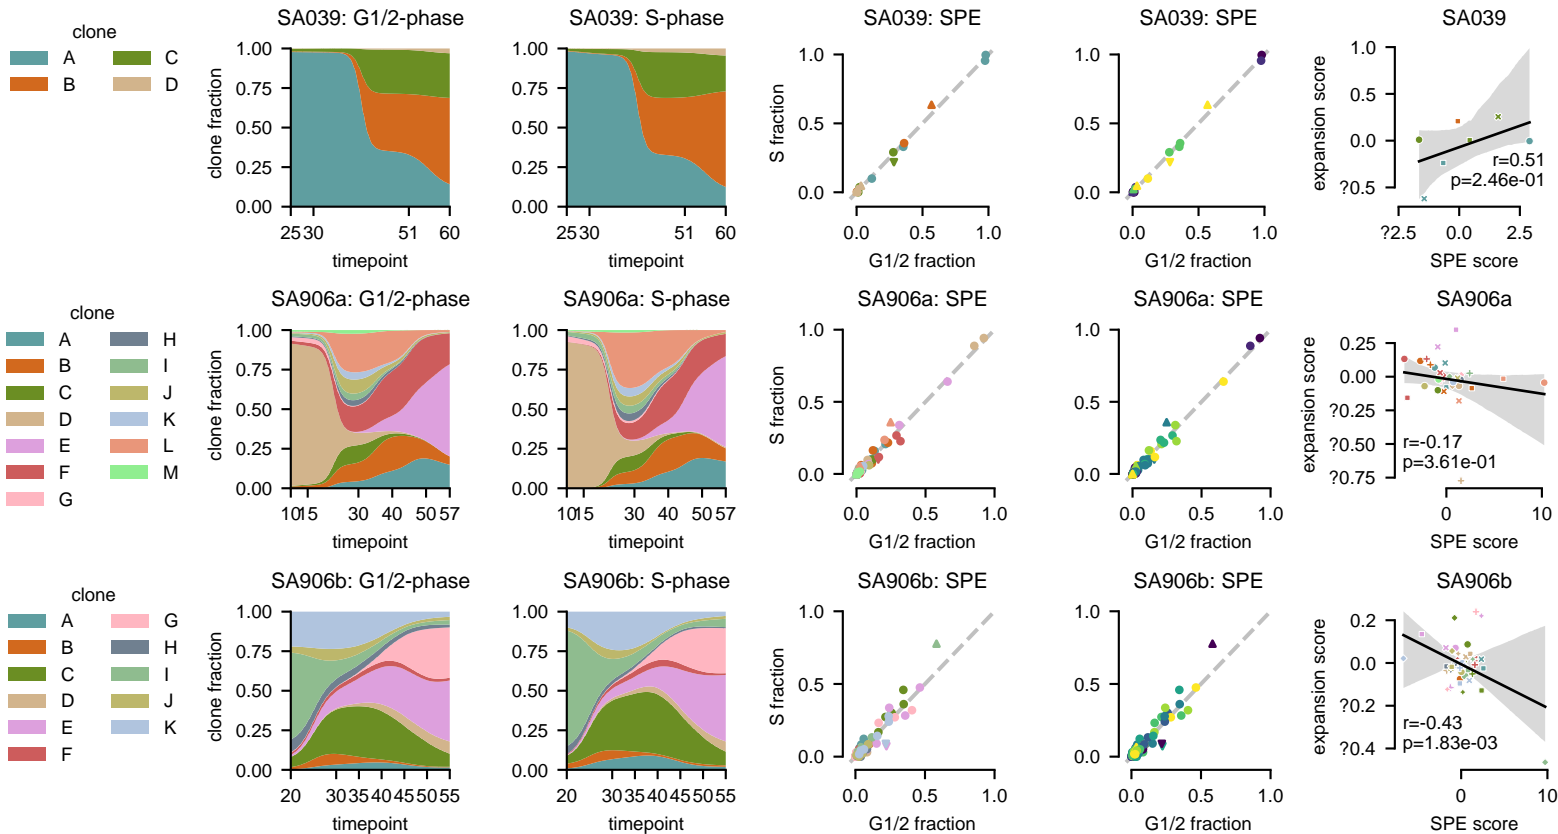 SA039: G1/2-phase
SA039: S-phase
SA039: SPE
SA039: SPE
SA039
clone
A
C
B
D
clone fraction
1.00
0.75
0.50
0.25
0.00
25 30 51 60
timepoint
1.00
0.75
0.50
0.25
0.00
25 30 51 60
timepoint
S fraction
1.0
0.5
0.0
0.0 1.0
G1/2 fraction
1.0
0.5
0.0
0.0 1.0
G1/2 fraction
expansion score
1.0
0.5
0.0
?0.5
r=0.51
p=2.46e-01
?2.5 0.0 2.5
SPE score
SA906a: G1/2-phase
SA906a: S-phase
SA906a: SPE
SA906a: SPE
SA906a
clone
A
H
B
I
C
J
D
K
E
L
F
M
G
clone fraction
1.00
0.75
0.50
0.25
0.00
10 15 30 40 50 57
timepoint
1.00
0.75
0.50
0.25
0.00
10 15 30 40 50 57
timepoint
S fraction
1.0
0.5
0.0
0.0 0.5 1.0
G1/2 fraction
1.0
0.5
0.0
0.0 0.5 1.0
G1/2 fraction
expansion score
0.25
0.00
?0.25
?0.50
?0.75
r=-0.17
p=3.61e-01
0 10
SPE score
SA906b: G1/2-phase
SA906b: S-phase
SA906b: SPE
SA906b: SPE
SA906b
clone
A
G
B
H
C
I
D
J
E
K
F
clone fraction
1.00
0.75
0.50
0.25
0.00
20 30 35 40 45 50 55
timepoint
1.00
0.75
0.50
0.25
0.00
20 30 35 40 45 50 55
timepoint
S fraction
1.0
0.5
0.0
0.0 0.5 1.0
G1/2 fraction
1.0
0.5
0.0
0.0 0.5 1.0
G1/2 fraction
expansion score
0.2
0.0
?0.2
?0.4
r=-0.43
p=1.83e-03
0 10
SPE score